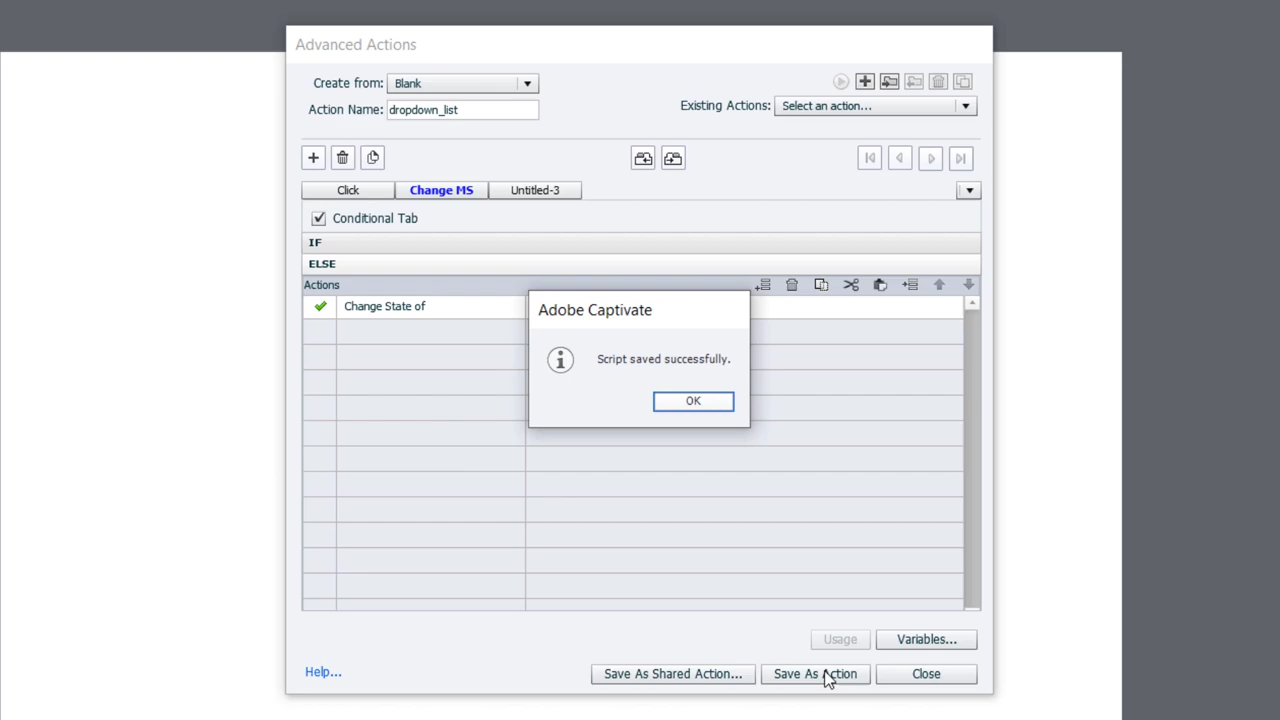 Advanced Actions
Create from: Blank
Action Name: dropdown_list
Existing Actions: Select an action...
Click Change MS Untitled-3
Conditional Tab
IF
ELSE
Actions
Change State of
Adobe Captivate
Script saved successfully.
OK
Usage Variables...
Help... Save As Shared Action... Save As Action Close